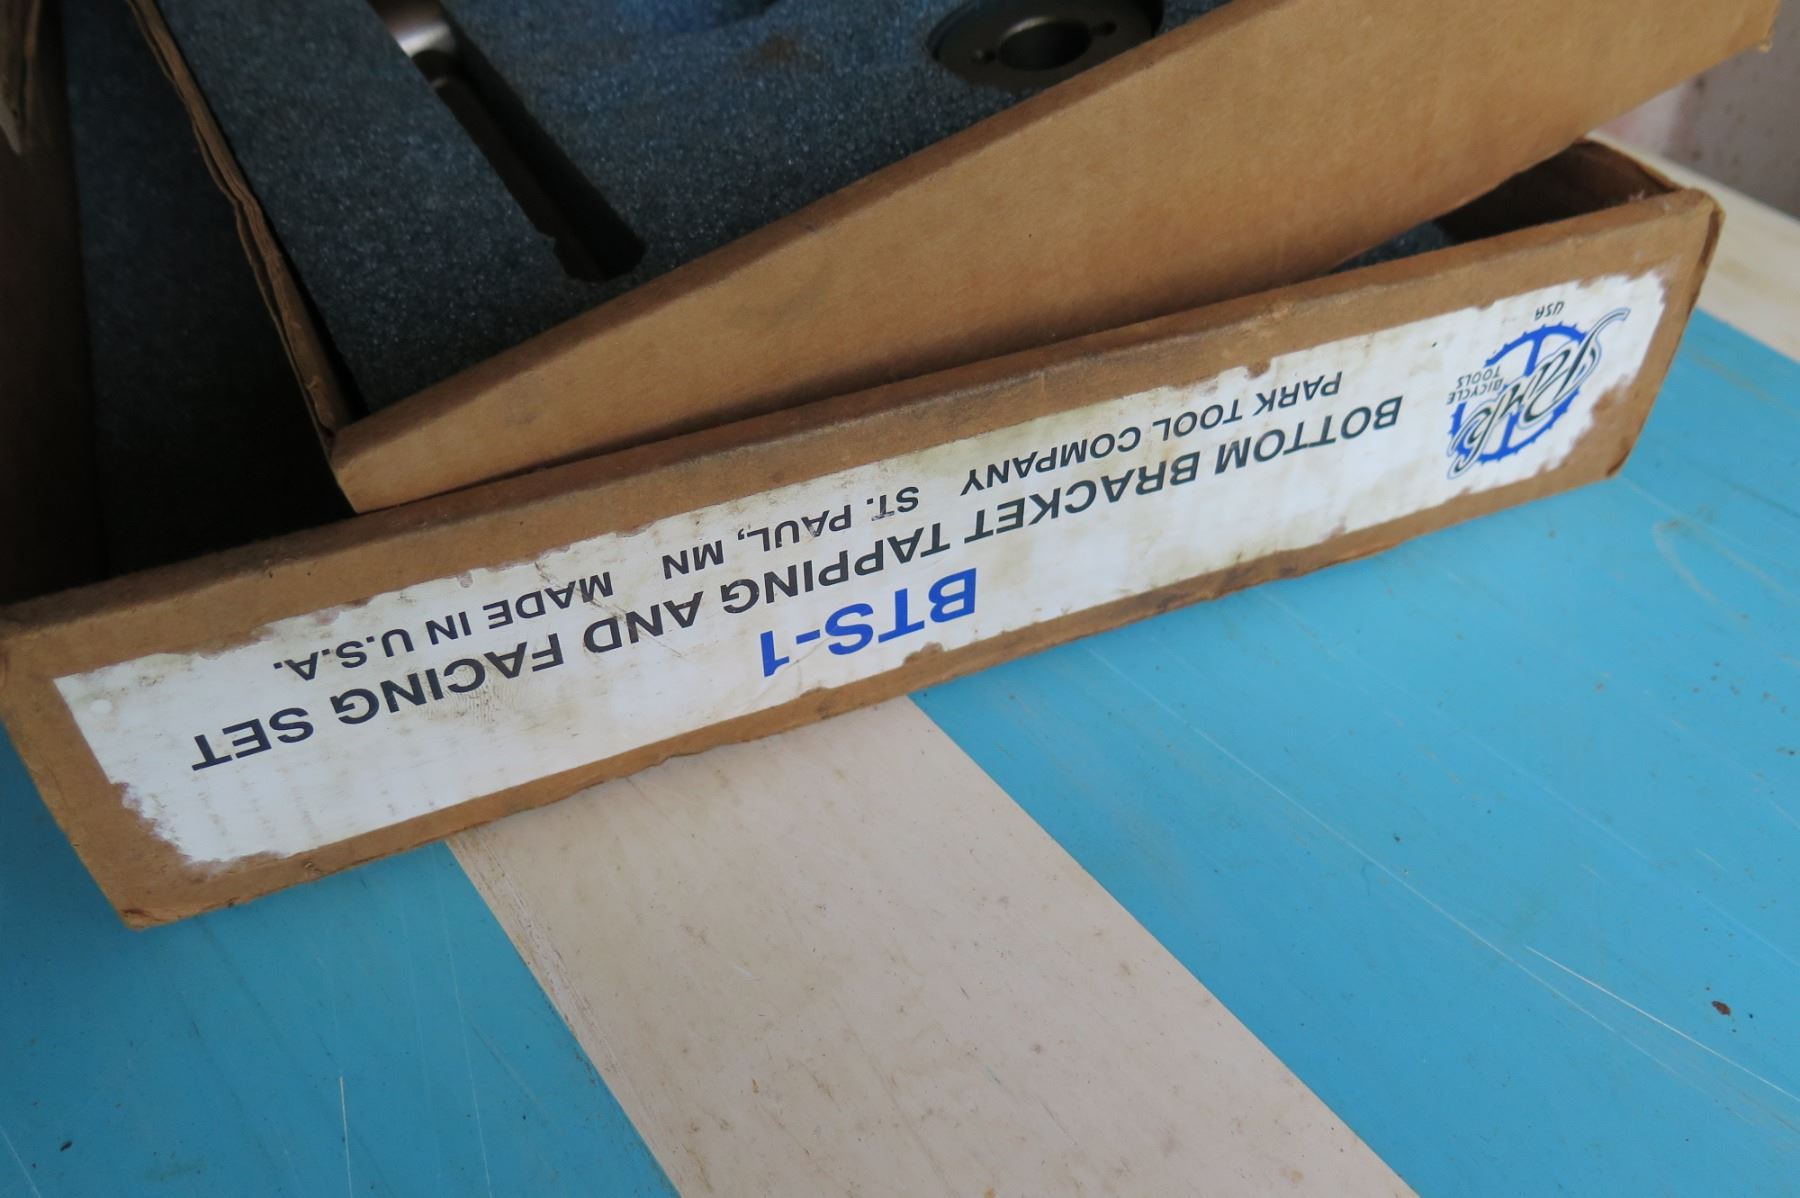 Park
BICYCLE
TOOLS
USA
BTS-1
BOTTOM BRACKET TAPPING AND FACING SET
PARK TOOL COMPANY ST. PAUL, MN MADE IN U.S.A.